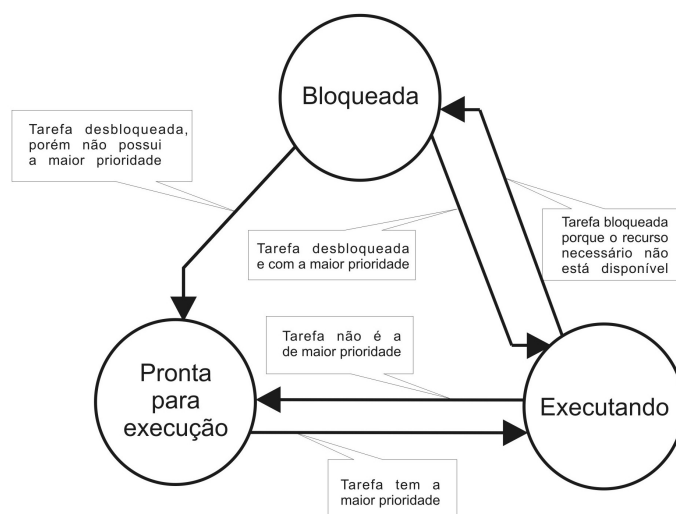 Bloqueada
Tarefa desbloqueada,
porém não possui
a maior prioridade
Tarefa desbloqueada
e com a maior prioridade
Tarefa bloqueada
porque o recurso
necessário não
está disponível
Tarefa não é a
de maior prioridade
Pronta
para
execução
Executando
Tarefa tem a
maior prioridade